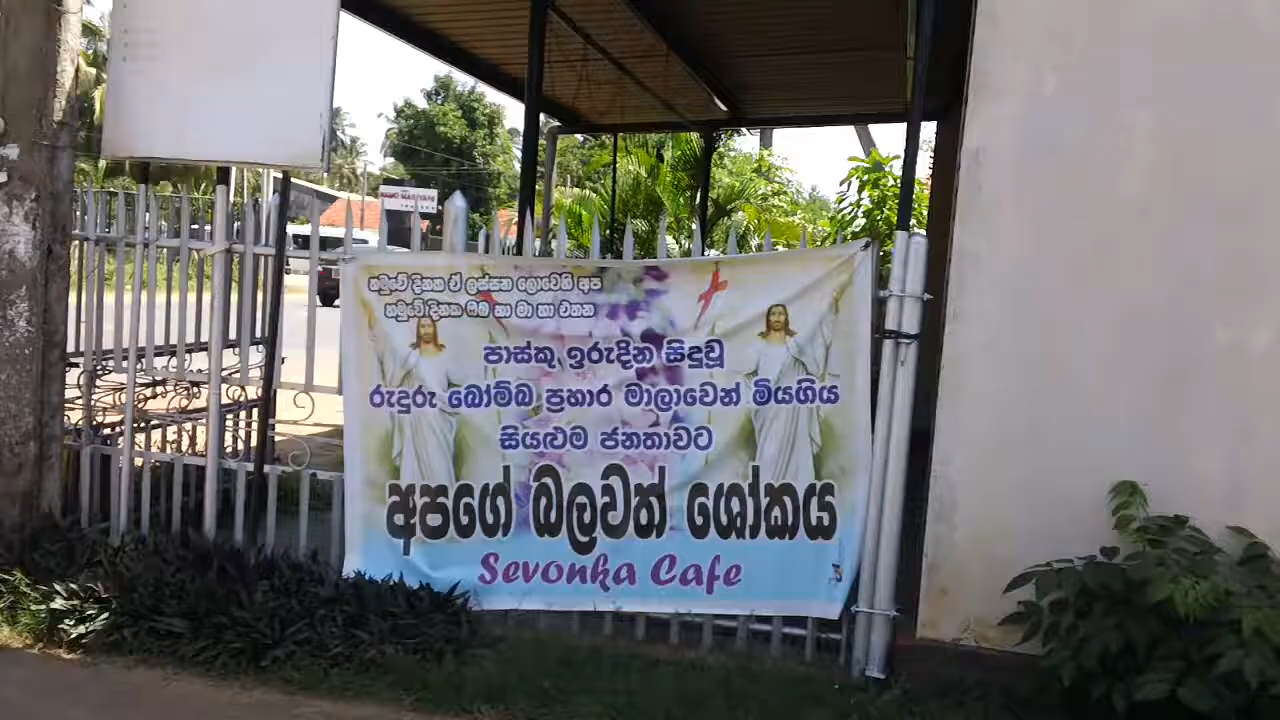 හමුවේ දිනක ඒ ලස්සන ලොවෙහි අප
හමුවේ දිනක ඔබ හා මා හා එතන
පාස්කු ඉරුදින සිදුවූ
රුදුරු බෝම්බ ප්‍රහාර මාලාවෙන් මියගිය
සියළුම ජනතාවට
අපගේ බලවත් ශෝකය
Sevonka Cafe